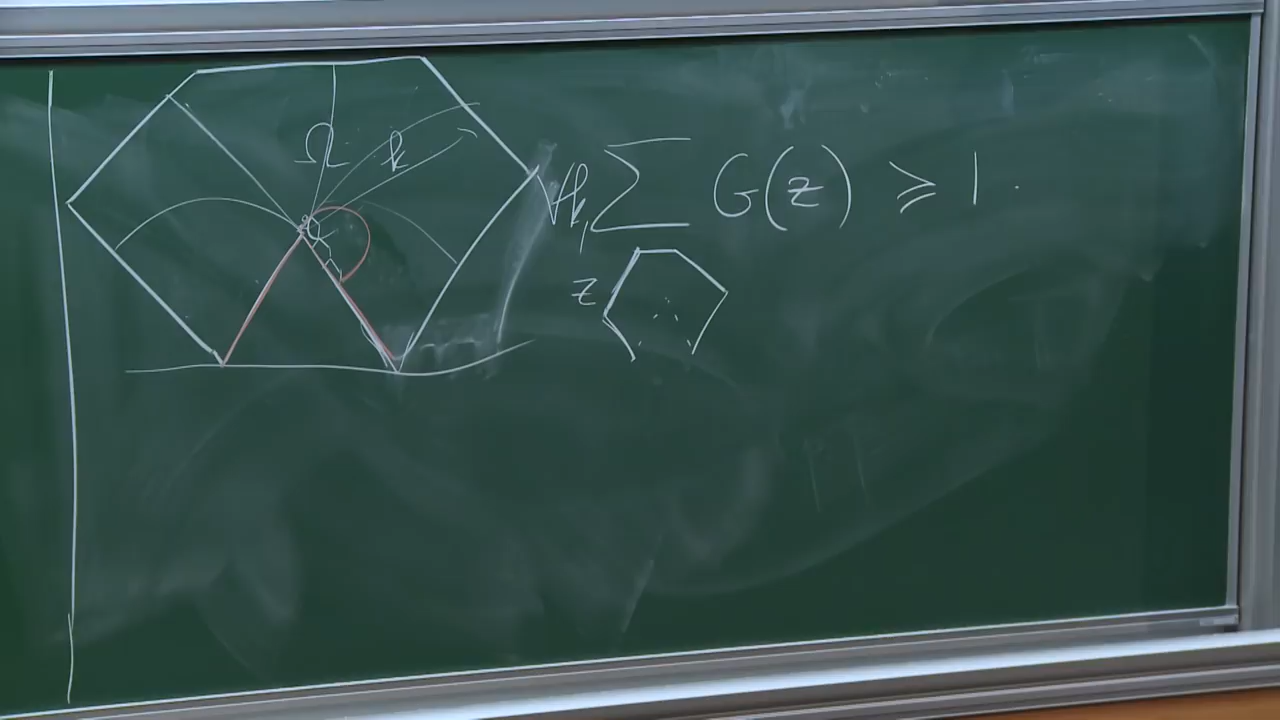 Ω k
∀k, ∑ G(z) ≥ 1.
z